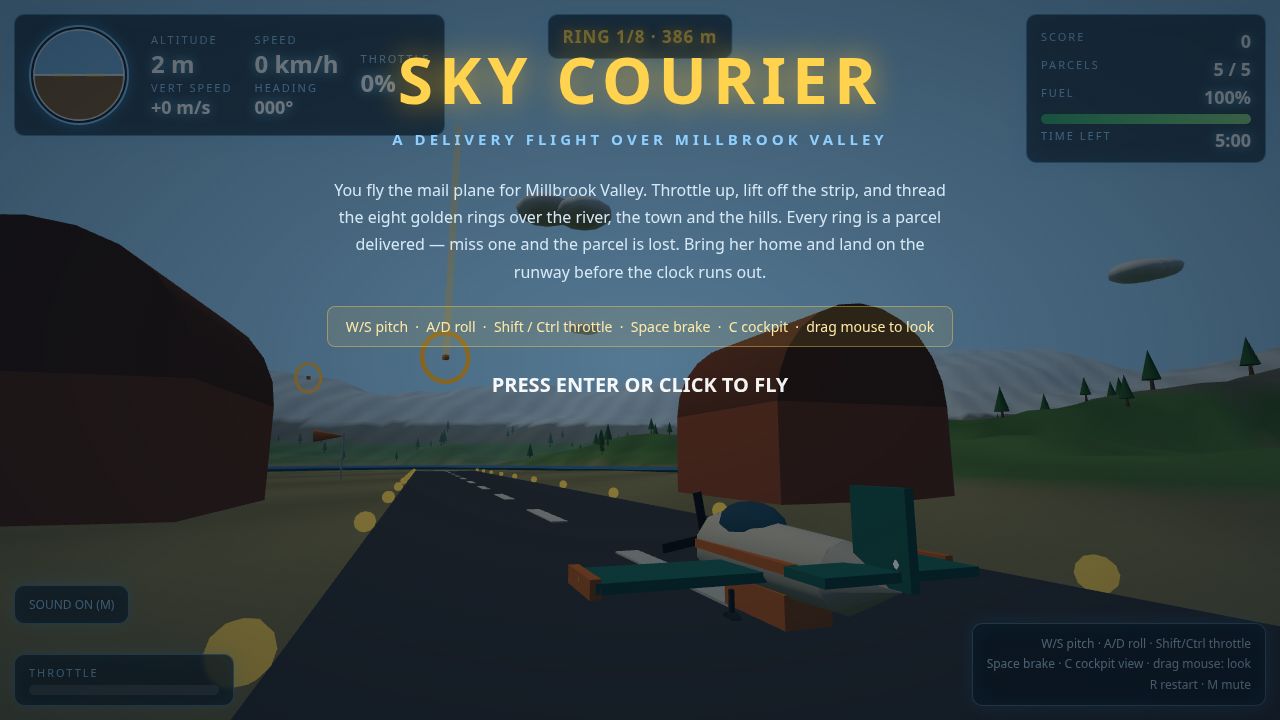 RING 1/8 · 386 m
ALTITUDE
2 m
VERT SPEED
+0 m/s
SPEED
0 km/h
HEADING
000°
THROTTLE
0%
SCORE 0
PARCELS 5 / 5
FUEL 100%
TIME LEFT 5:00
SKY COURIER
A DELIVERY FLIGHT OVER MILLBROOK VALLEY
You fly the mail plane for Millbrook Valley. Throttle up, lift off the strip, and thread
the eight golden rings over the river, the town and the hills. Every ring is a parcel
delivered — miss one and the parcel is lost. Bring her home and land on the
runway before the clock runs out.
W/S pitch · A/D roll · Shift / Ctrl throttle · Space brake · C cockpit · drag mouse to look
PRESS ENTER OR CLICK TO FLY
SOUND ON (M)
THROTTLE
W/S pitch · A/D roll · Shift/Ctrl throttle
Space brake · C cockpit view · drag mouse: look
R restart · M mute